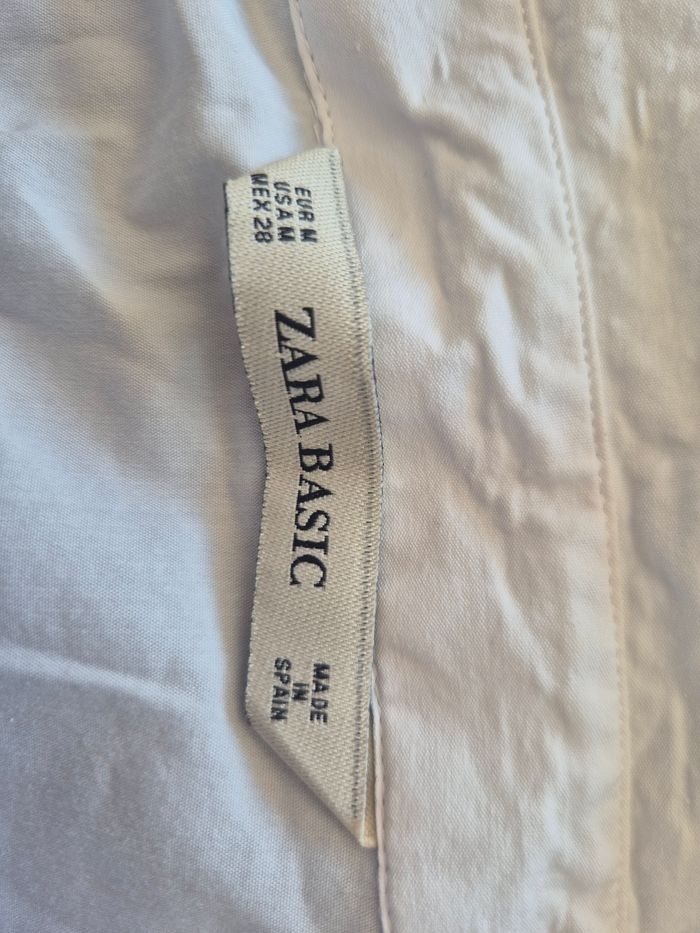 EUR M
USA M
MEX 28
ZARA BASIC
MADE
IN
SPAIN